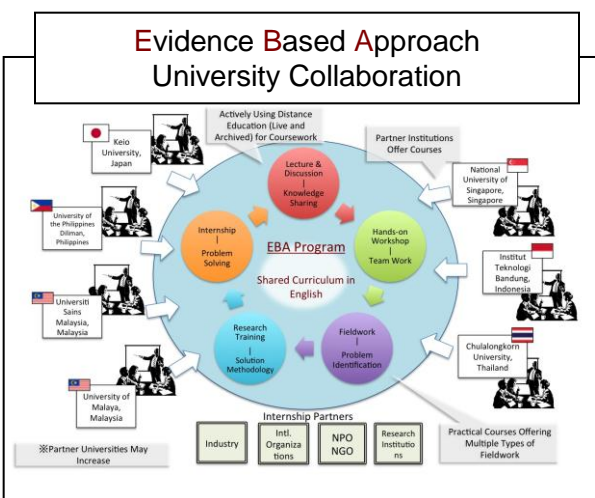 Evidence Based Approach
University Collaboration
Actively Using Distance
Education (Live and
Archived) for Coursework
Partner Institutions
Offer Courses
Keio
University,
Japan
Lecture &
Discussion
|
Knowledge
Sharing
National
University of
Singapore,
Singapore
University of
the Philippines
Diliman,
Philippines
Internship
|
Problem
Solving
EBA Program
Shared Curriculum in
English
Hands-on
Workshop
|
Team Work
Institut
Teknologi
Bandung,
Indonesia
Universiti
Sains
Malaysia,
Malaysia
Research
Training
|
Solution
Methodology
Fieldwork
|
Problem
Identification
Chulalongkorn
University,
Thailand
University of
Malaya,
Malaysia
Internship Partners
Industry
Intl.
Organiza
tions
NPO
NGO
Research
Institutio
ns
Practical Courses Offering
Multiple Types of
Fieldwork
※Partner Universities May
Increase